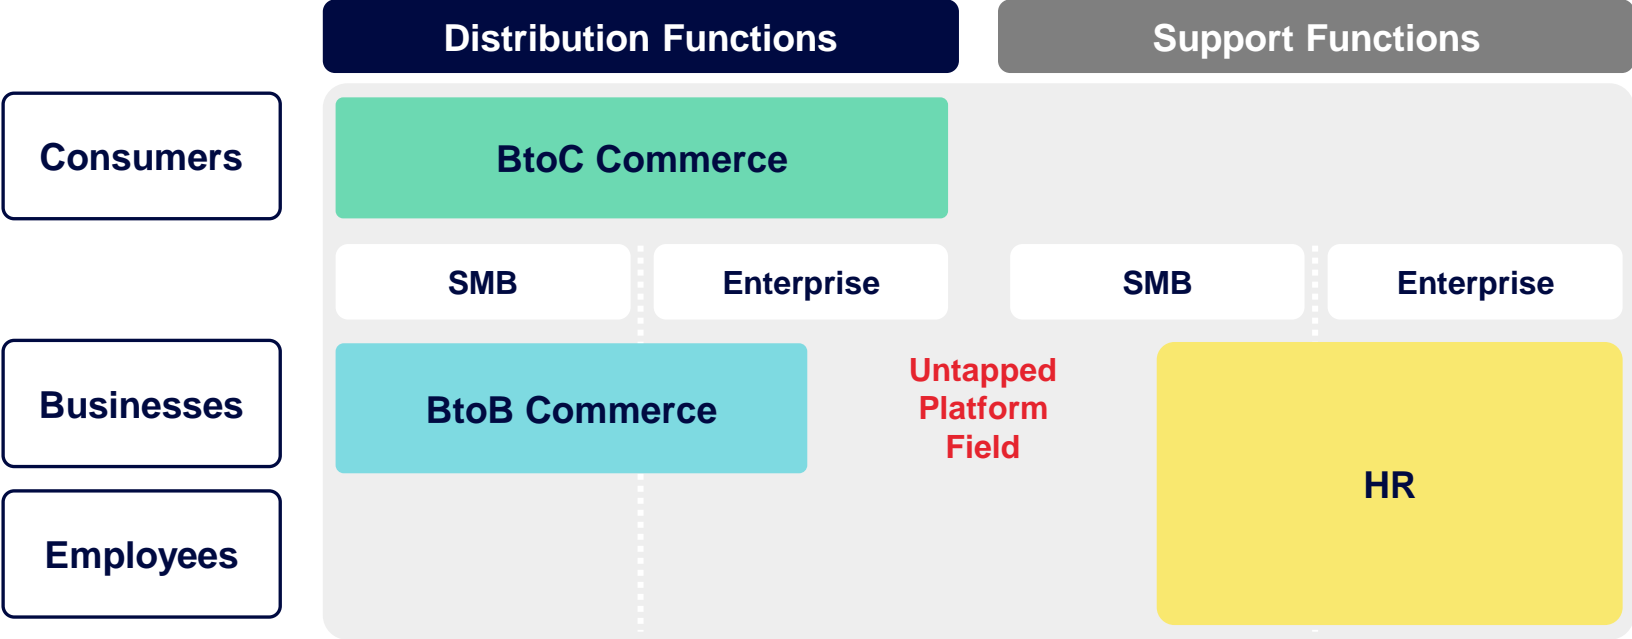 Distribution Functions
Support Functions
Consumers
BtoC Commerce
SMB
Enterprise
SMB
Enterprise
Businesses
BtoB Commerce
Untapped
Platform
Field
HR
Employees